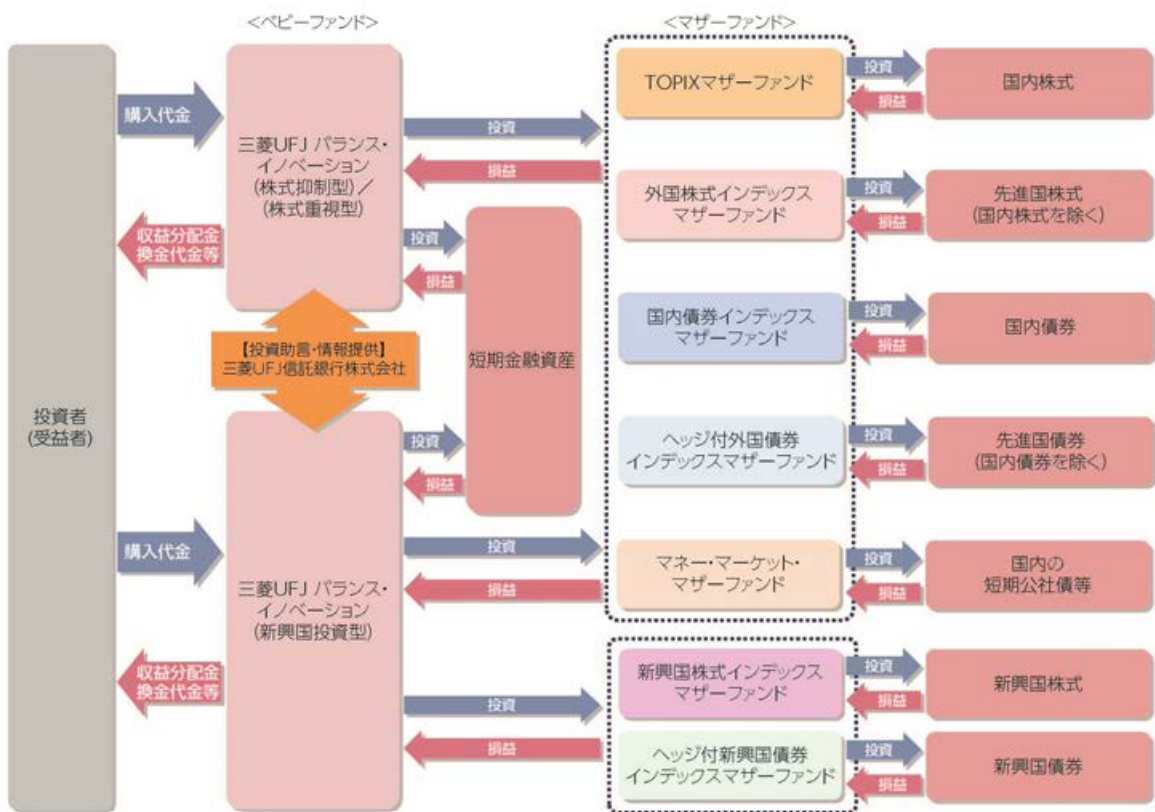 <ベビーファンド>
<マザーファンド>
投資者
(受益者)
購入代金
収益分配金
換金代金等
購入代金
収益分配金
換金代金等
三菱UFJ バランス・
イノベーション
(株式抑制型)／
(株式重視型)
【投資助言・情報提供】
三菱UFJ信託銀行株式会社
三菱UFJ バランス・
イノベーション
(新興国投資型)
投資
損益
投資
損益
短期金融資産
投資
損益
投資
損益
投資
損益
TOPIXマザーファンド
投資
損益
国内株式
外国株式インデックス
マザーファンド
投資
損益
先進国株式
(国内株式を除く)
国内債券インデックス
マザーファンド
投資
損益
国内債券
ヘッジ付外国債券
インデックスマザーファンド
投資
損益
先進国債券
(国内債券を除く)
マネー・マーケット・
マザーファンド
投資
損益
国内の
短期公社債等
新興国株式インデックス
マザーファンド
投資
損益
新興国株式
ヘッジ付新興国債券
インデックスマザーファンド
投資
損益
新興国債券